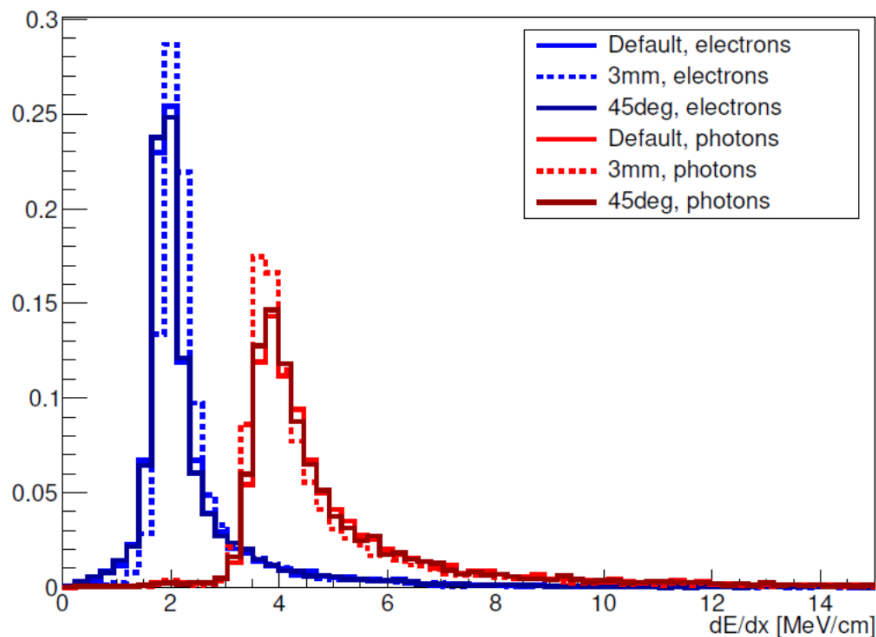 0.3
0.25
0.2
0.15
0.1
0.05
0
Default, electrons
3mm, electrons
45deg, electrons
Default, photons
3mm, photons
45deg, photons
0 2 4 6 8 10 12 14
dE/dx [MeV/cm]